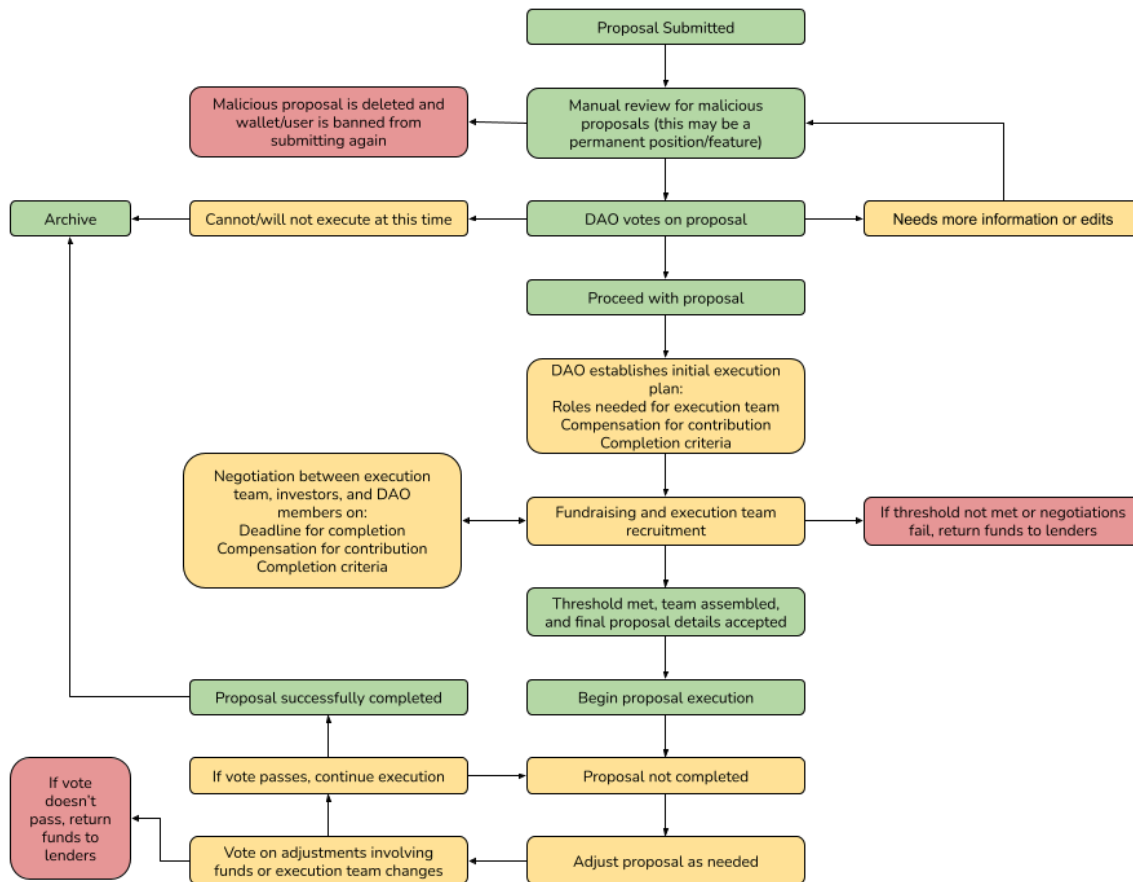 Proposal Submitted
Malicious proposal is deleted and
wallet/user is banned from
submitting again
Manual review for malicious
proposals (this may be a
permanent position/feature)
Archive
Cannot/will not execute at this time
DAO votes on proposal
Needs more information or edits
Proceed with proposal
DAO establishes initial execution
plan:
Roles needed for execution team
Compensation for contribution
Completion criteria
Negotiation between execution
team, investors, and DAO
members on:
Deadline for completion
Compensation for contribution
Completion criteria
Fundraising and execution team
recruitment
If threshold not met or negotiations
fail, return funds to lenders
Threshold met, team assembled,
and final proposal details accepted
Proposal successfully completed
Begin proposal execution
If vote
doesn't
pass, return
funds to
lenders
If vote passes, continue execution
Proposal not completed
Vote on adjustments involving
funds or execution team changes
Adjust proposal as needed